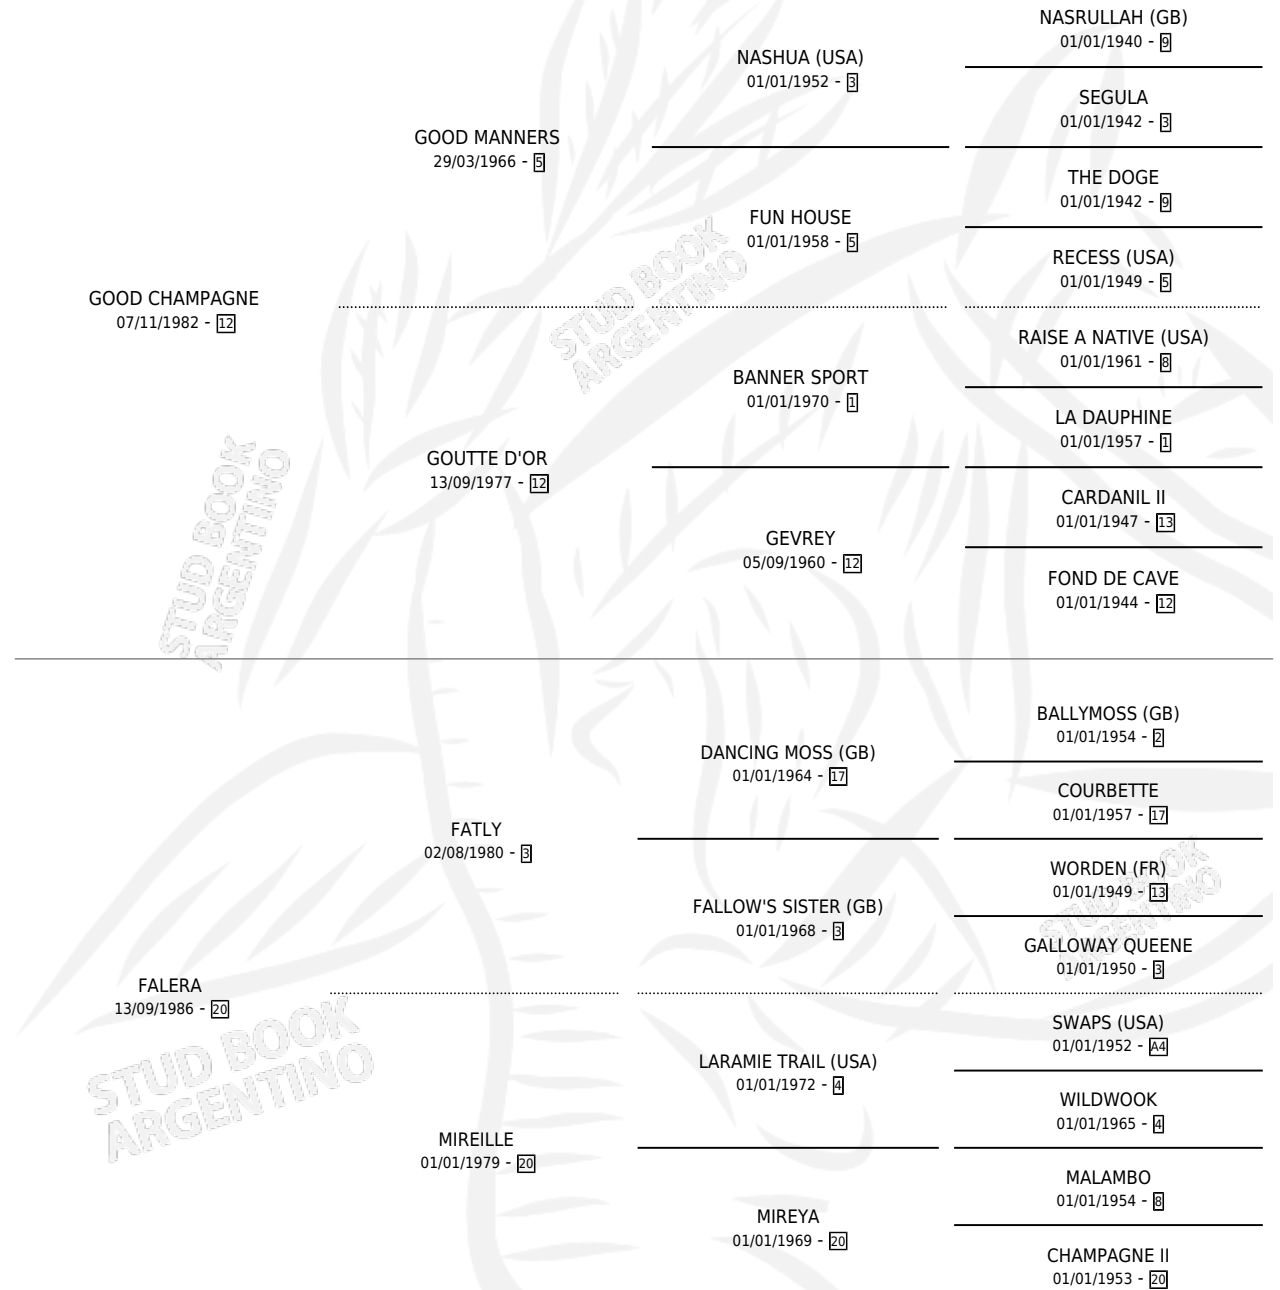 NASRULLAH (GB)
01/01/1940 - 9
NASHUA (USA)
01/01/1952 - 3
SEGULA
01/01/1942 - 3
GOOD MANNERS
29/03/1966 - 5
THE DOGE
01/01/1942 - 9
FUN HOUSE
01/01/1958 - 5
RECESS (USA)
01/01/1949 - 5
GOOD CHAMPAGNE
07/11/1982 - 12
RAISE A NATIVE (USA)
01/01/1961 - 8
BANNER SPORT
01/01/1970 - 1
LA DAUPHINE
01/01/1957 - 1
GOUTTE D'OR
13/09/1977 - 12
CARDANIL II
01/01/1947 - 13
GEVREY
05/09/1960 - 12
FOND DE CAVE
01/01/1944 - 12
BALLYMOSS (GB)
01/01/1954 - 2
DANCING MOSS (GB)
01/01/1964 - 17
COURBETTE
01/01/1957 - 17
FATLY
02/08/1980 - 3
WORDEN (FR)
01/01/1949 - 13
FALLOW'S SISTER (GB)
01/01/1968 - 3
GALLOWAY QUEENE
01/01/1950 - 3
FALERA
13/09/1986 - 20
SWAPS (USA)
01/01/1952 - A4
LARAMIE TRAIL (USA)
01/01/1972 - 4
WILDWOOK
01/01/1965 - 4
MIREILLE
01/01/1979 - 20
MALAMBO
01/01/1954 - 8
MIREYA
01/01/1969 - 20
CHAMPAGNE II
01/01/1953 - 20
STUD BOOK
ARGENTINO
STUD BOOK
ARGENTINO
STUD BOOK
ARGENTINO
STUD BOOK
ARGENTINO